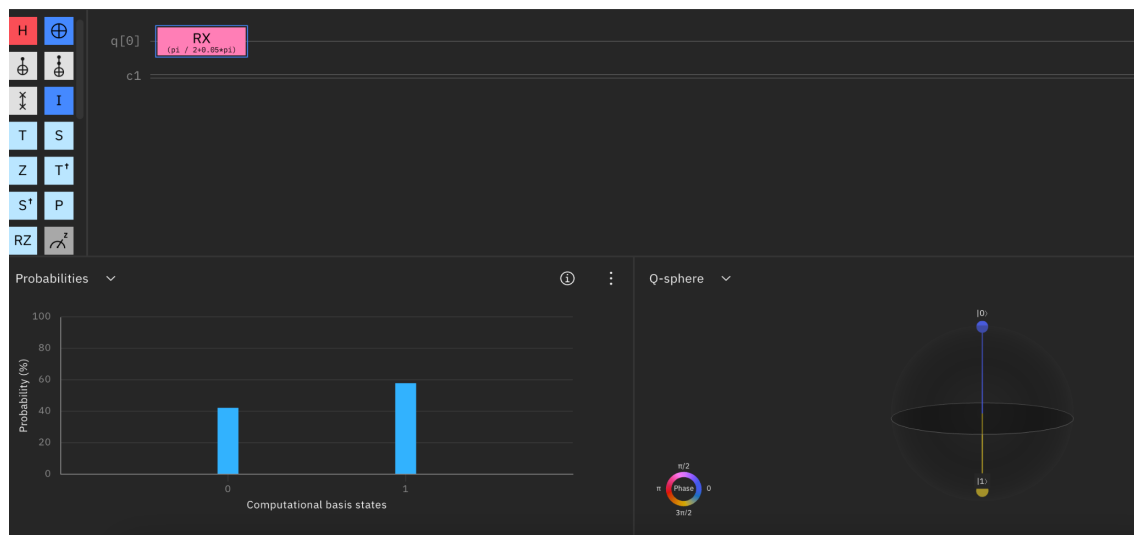 H
q[0]
RX
(pi / 2+0.05*pi)
c1
I
T S
Z T†
S† P
RZ z
Probabilities
Probability (%)
100
80
60
40
20
0
0 1
Computational basis states
Q-sphere
|0⟩
|1⟩
π/2
π Phase 0
3π/2